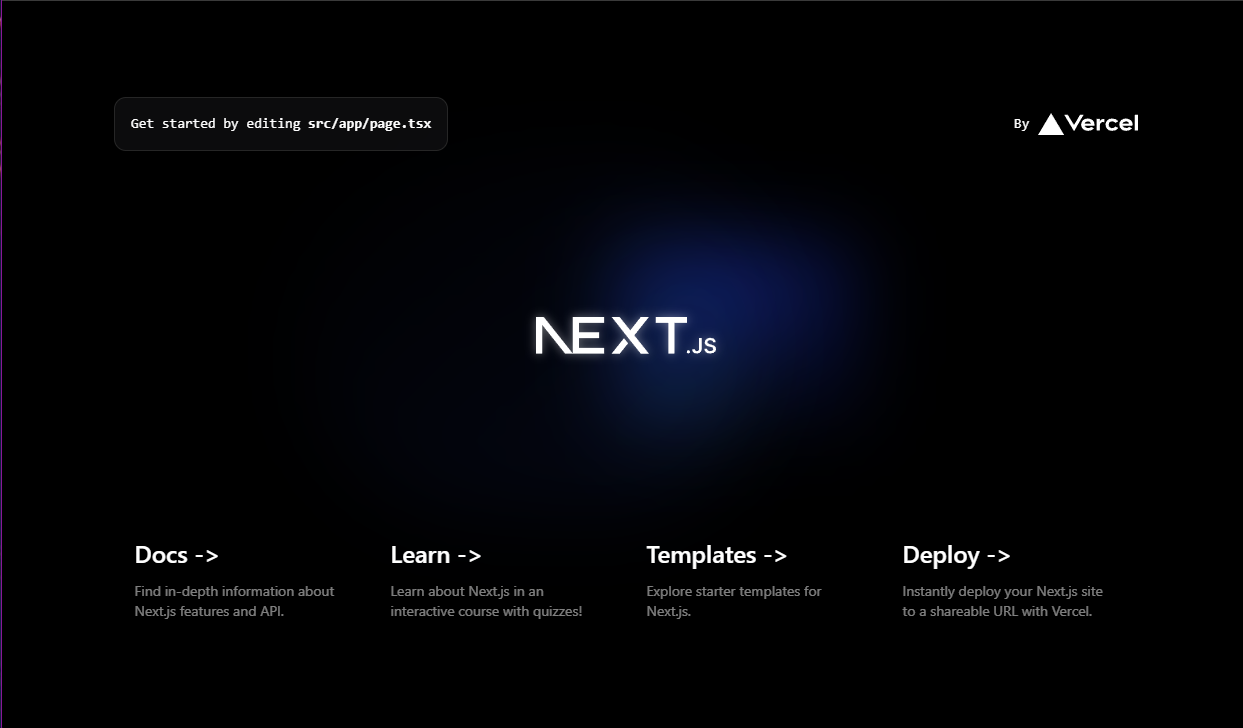 Get started by editing src/app/page.tsx
By Vercel
NEXT.JS
Docs ->
Find in-depth information about
Next.js features and API.
Learn ->
Learn about Next.js in an
interactive course with quizzes!
Templates ->
Explore starter templates for
Next.js.
Deploy ->
Instantly deploy your Next.js site
to a shareable URL with Vercel.